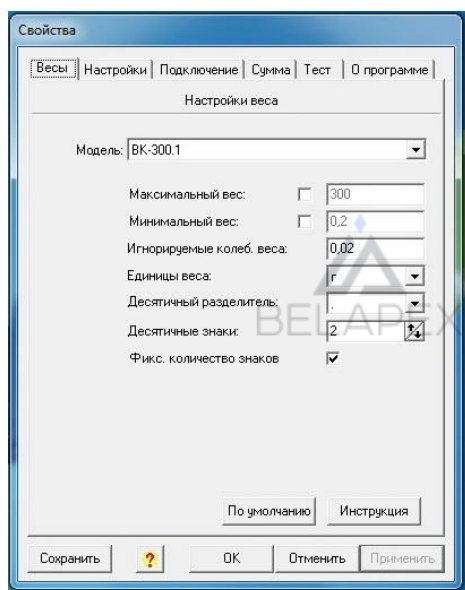 Свойства
Весы Настройки Подключение Сумма Тест О программе
Настройки веса
Модель: ВК-300.1
Максимальный вес: 300
Минимальный вес: 0,2
Игнорируемые колеб. веса: 0,02
Единицы веса: г
Десятичный разделитель: .
Десятичные знаки: 2
BELAPEX
Фикс. количество знаков
По умолчанию Инструкция
Сохранить ? OK Отменить Применить